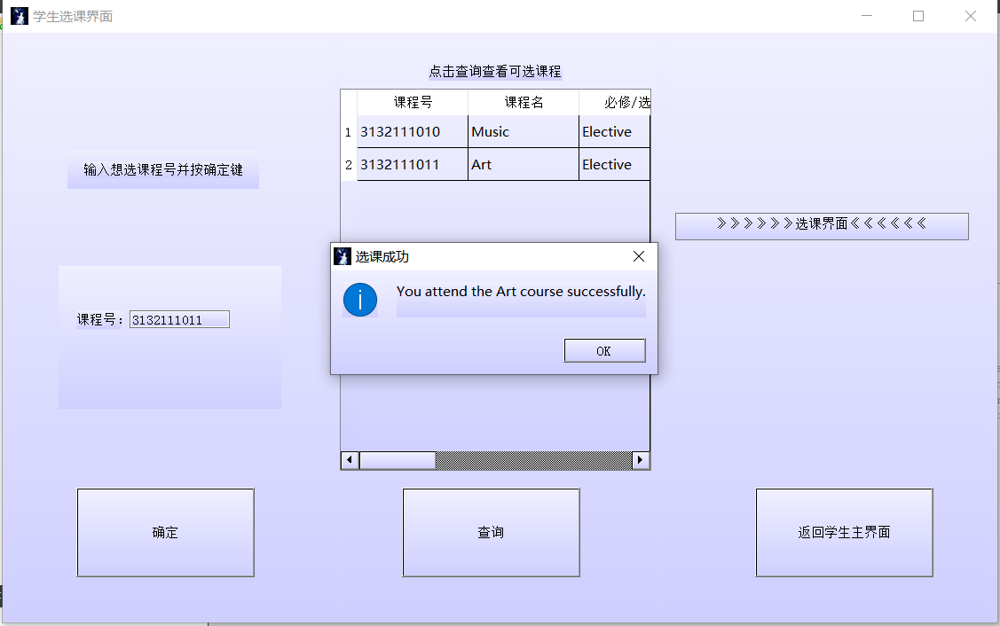 学生选课界面
点击查询查看可选课程
课程号 课程名 必修/选
1 3132111010 Music Elective
2 3132111011 Art Elective
输入想选课程号并按确定键
》》》》》》选课界面《《《《《《
选课成功
You attend the Art course successfully.
OK
课程号： 3132111011
确定
查询
返回学生主界面